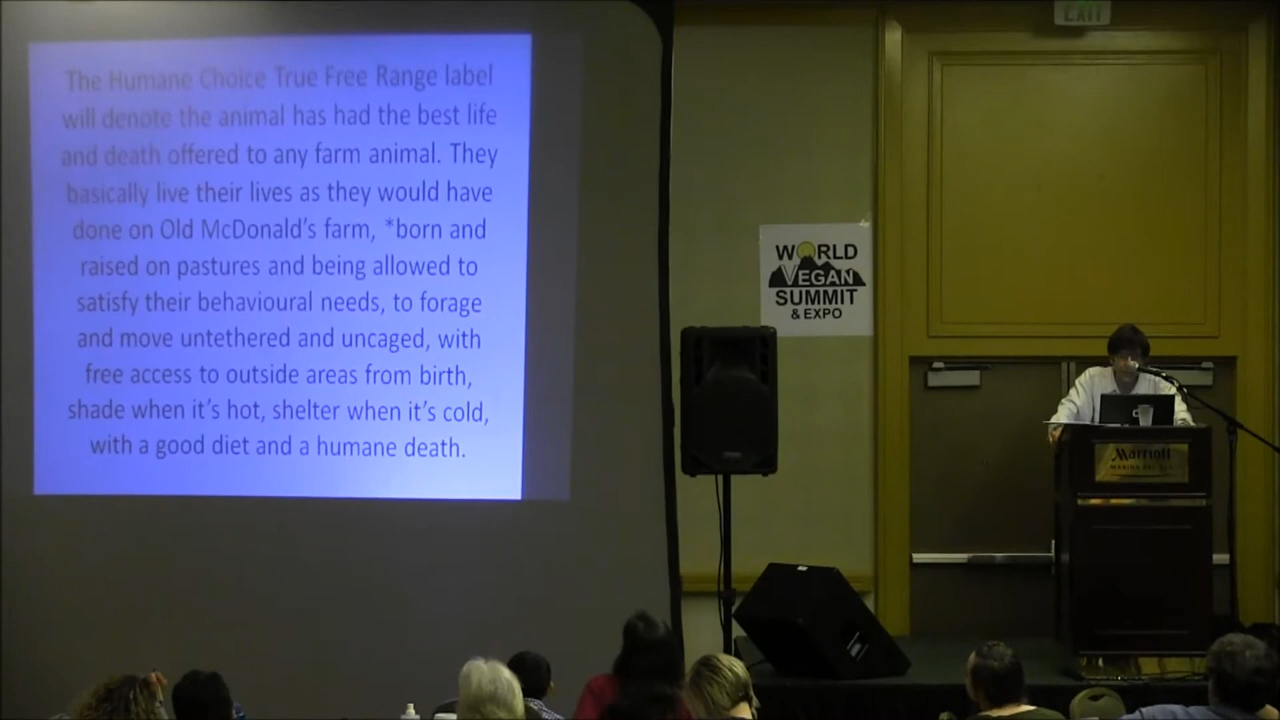 The Humane Choice True Free Range label
will denote the animal has had the best life
and death offered to any farm animal. They
basically live their lives as they would have
done on Old McDonald's farm, *born and
raised on pastures and being allowed to
satisfy their behavioural needs, to forage
and move untethered and uncaged, with
free access to outside areas from birth,
shade when it's hot, shelter when it's cold,
with a good diet and a humane death.
WORLD
VEGAN
SUMMIT
& EXPO
EXIT
Marriott
MARINA DEL REY